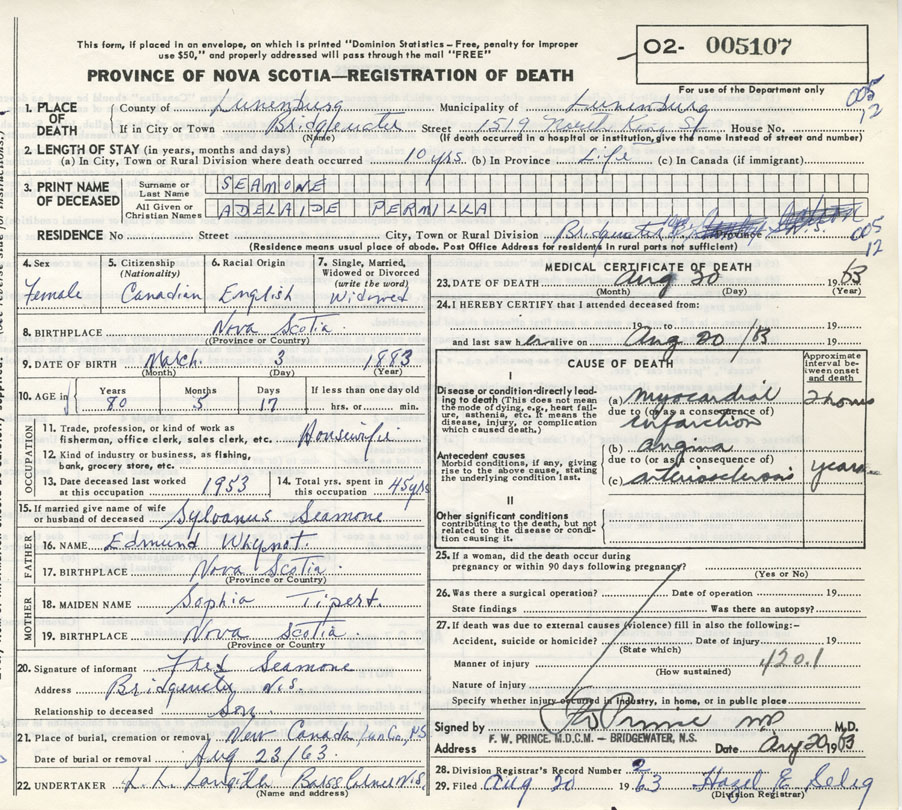 This form, if placed in an envelope, on which is printed "Dominion Statistics – Free, penalty for Improper
use $50," and properly addressed will pass through the mail "FREE"
O2- 005107
For use of the Department only
PROVINCE OF NOVA SCOTIA—REGISTRATION OF DEATH
005
12
1. PLACE OF DEATH
County of Lunenburg Municipality of Lunenburg
If in City or Town Bridgewater Street 1519 North King St House No.
(If death occurred in a hospital or institution, give its name instead of street and number)
2. LENGTH OF STAY (in years, months and days)
(a) In City, Town or Rural Division where death occurred 10 yrs. (b) In Province Life (c) In Canada (if immigrant)
3. PRINT NAME OF DECEASED
Surname or Last Name SEAMONE
All Given or Christian Names ADELAIDE PERMILLA
RESIDENCE No. Street City, Town or Rural Division Bridgewater Province N.S.
005
12
(Residence means usual place of abode. Post Office Address for residents in rural parts not sufficient)
4. Sex Female
5. Citizenship (Nationality) Canadian
6. Racial Origin English
7. Single, Married, Widowed or Divorced (write the word) Widowed
8. BIRTHPLACE Nova Scotia.
(Province or Country)
9. DATE OF BIRTH March. 3 1883
(Month) (Day) (Year)
10. AGE in Years 80 Months 5 Days 17 If less than one day old hrs. or min.
OCCUPATION
11. Trade, profession or kind of work as fisherman, office clerk, sales clerk, etc. Housewife
12. Kind of industry or business, as fishing, bank, grocery store, etc.
13. Date deceased last worked at this occupation 1953
14. Total yrs. spent in this occupation 45 yrs
15. If married give name of wife or husband of deceased Sylvanus Seamone
FATHER
16. NAME Edmund Whynot.
17. BIRTHPLACE Nova Scotia
(Province or Country)
MOTHER
18. MAIDEN NAME Sophia Tipert.
19. BIRTHPLACE Nova Scotia.
(Province or Country)
20. Signature of informant Fred Seamone
Address Bridgewater N.S.
Relationship to deceased Son
21. Place of burial, cremation or removal New Canada Lun Co., NS
Date of burial or removal Aug 23/63.
22. UNDERTAKER N.S.
(Name and address)
MEDICAL CERTIFICATE OF DEATH
23. DATE OF DEATH Aug 20 1963
(Month) (Day) (Year)
24. I HEREBY CERTIFY that I attended deceased from:
19 to 19
and last saw her alive on Aug 20 /63 19
CAUSE OF DEATH
Approximate interval between onset and death
I
Disease or condition directly leading to death (This does not mean the mode of dying, e.g., heart failure, asthenia, etc. It means the disease, injury, or complication which caused death.)
(a) myocardial 2 hours
due to (or as a consequence of)
infarction
Antecedent causes
Morbid conditions, if any, giving rise to the above cause, stating the underlying condition last.
(b) angina
due to (or as a consequence of) years
(c) arteriosclerosis
II
Other significant conditions
contributing to the death, but not related to the disease or condition causing it.
25. If a woman, did the death occur during pregnancy or within 90 days following pregnancy?
(Yes or No)
26. Was there a surgical operation? Date of operation 19
State findings Was there an autopsy?
27. If death was due to external causes (violence) fill in also the following:–
Accident, suicide or homicide? Date of injury 19
(State which)
Manner of injury 420.1
(How sustained)
Nature of injury
Specify whether injury occurred in industry, in home, or in public place
Signed by F W Prince MD M.D.
F. W. PRINCE. M.D.C.M. – BRIDGEWATER, N.S.
Address Date Aug 20 1963
28. Division Registrar's Record Number
29. Filed Aug 20 1963 Hazel E. Selig
(Division Registrar)